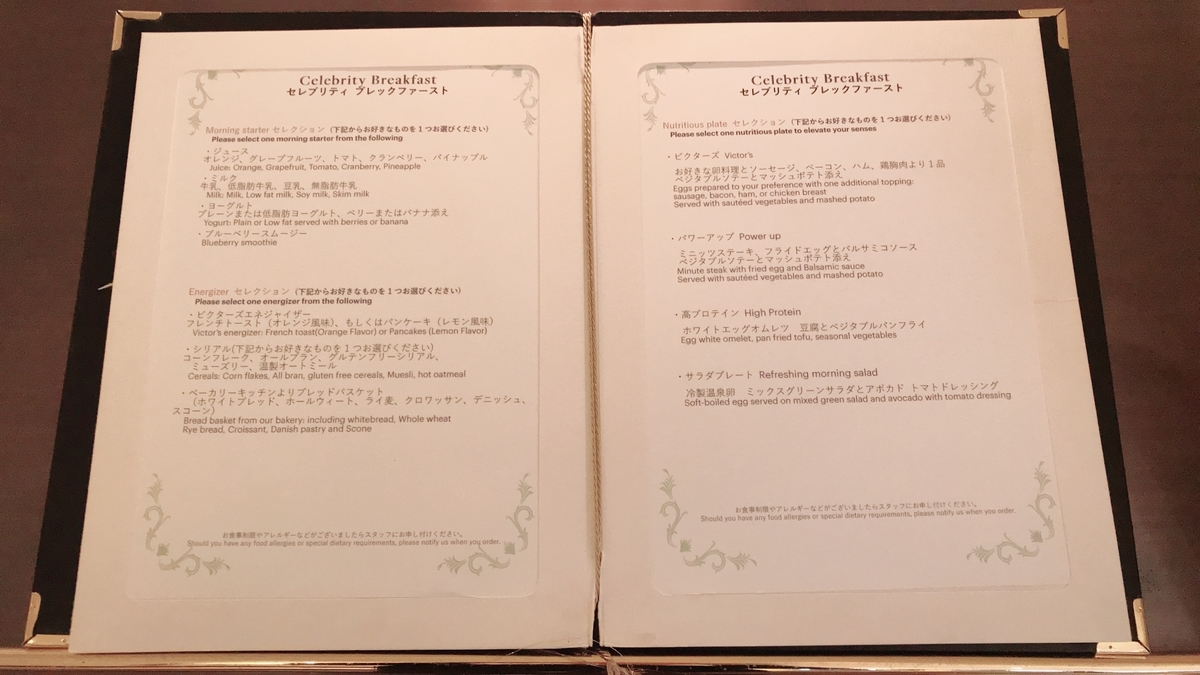 Celebrity Breakfast
セレブリティ ブレックファースト
Morning starter セレクション (下記からお好きなものを1つお選びください)
Please select one morning starter from the following
・ジュース
オレンジ、グレープフルーツ、トマト、クランベリー、パイナップル
Juice: Orange, Grapefruit, Tomato, Cranberry, Pineapple
・ミルク
牛乳、低脂肪牛乳、豆乳、無脂肪牛乳
Milk: Milk, Low fat milk, Soy milk, Skim milk
・ヨーグルト
プレーンまたは低脂肪ヨーグルト、ベリーまたはバナナ添え
Yogurt: Plain or Low fat served with berries or banana
・ブルーベリースムージー
Blueberry smoothie
Energizer セレクション (下記からお好きなものを1つお選びください)
Please select one energizer from the following
・ビクターズエネジャイザー
フレンチトースト（オレンジ風味）、もしくはパンケーキ（レモン風味）
Victor's energizer: French toast(Orange Flavor) or Pancakes (Lemon Flavor)
・シリアル(下記からお好きなものを1つお選びください)
コーンフレーク、オールブラン、グルテンフリーシリアル、
ミューズリー、温製オートミール
Cereals: Corn flakes, All bran, gluten free cereals, Muesli, hot oatmeal
・ベーカリーキッチンよりブレッドバスケット
（ホワイトブレッド、ホールウィート、ライ麦、クロワッサン、デニッシュ、
スコーン）
Bread basket from our bakery: including whitebread, Whole wheat
Rye bread, Croissant, Danish pastry and Scone
お食事制限やアレルギーなどがございましたらスタッフにお申し付けください。
Should you have any food allergies or special dietary requirements, please notify us when you order.
Celebrity Breakfast
セレブリティ ブレックファースト
Nutritious plate セレクション (下記からお好きなものを1つお選びください)
Please select one nutritious plate to elevate your senses
・ビクターズ Victor's
お好きな卵料理とソーセージ、ベーコン、ハム、鶏胸肉より1品
ベジタブルソテーとマッシュポテト添え
Eggs prepared to your preference with one additional topping:
sausage, bacon, ham, or chicken breast
Served with sautéed vegetables and mashed potato
・パワーアップ Power up
ミニッツステーキ、フライドエッグとバルサミコソース
ベジタブルソテーとマッシュポテト添え
Minute steak with fried egg and Balsamic sauce
Served with sautéed vegetables and mashed potato
・高プロテイン High Protein
ホワイトエッグオムレツ 豆腐とベジタブルパンフライ
Egg white omelet, pan fried tofu, seasonal vegetables
・サラダプレート Refreshing morning salad
冷製温泉卵 ミックスグリーンサラダとアボカド トマトドレッシング
Soft-boiled egg served on mixed green salad and avocado with tomato dressing
お食事制限やアレルギーなどがございましたらスタッフにお申し付けください。
Should you have any food allergies or special dietary requirements, please notify us when you order.